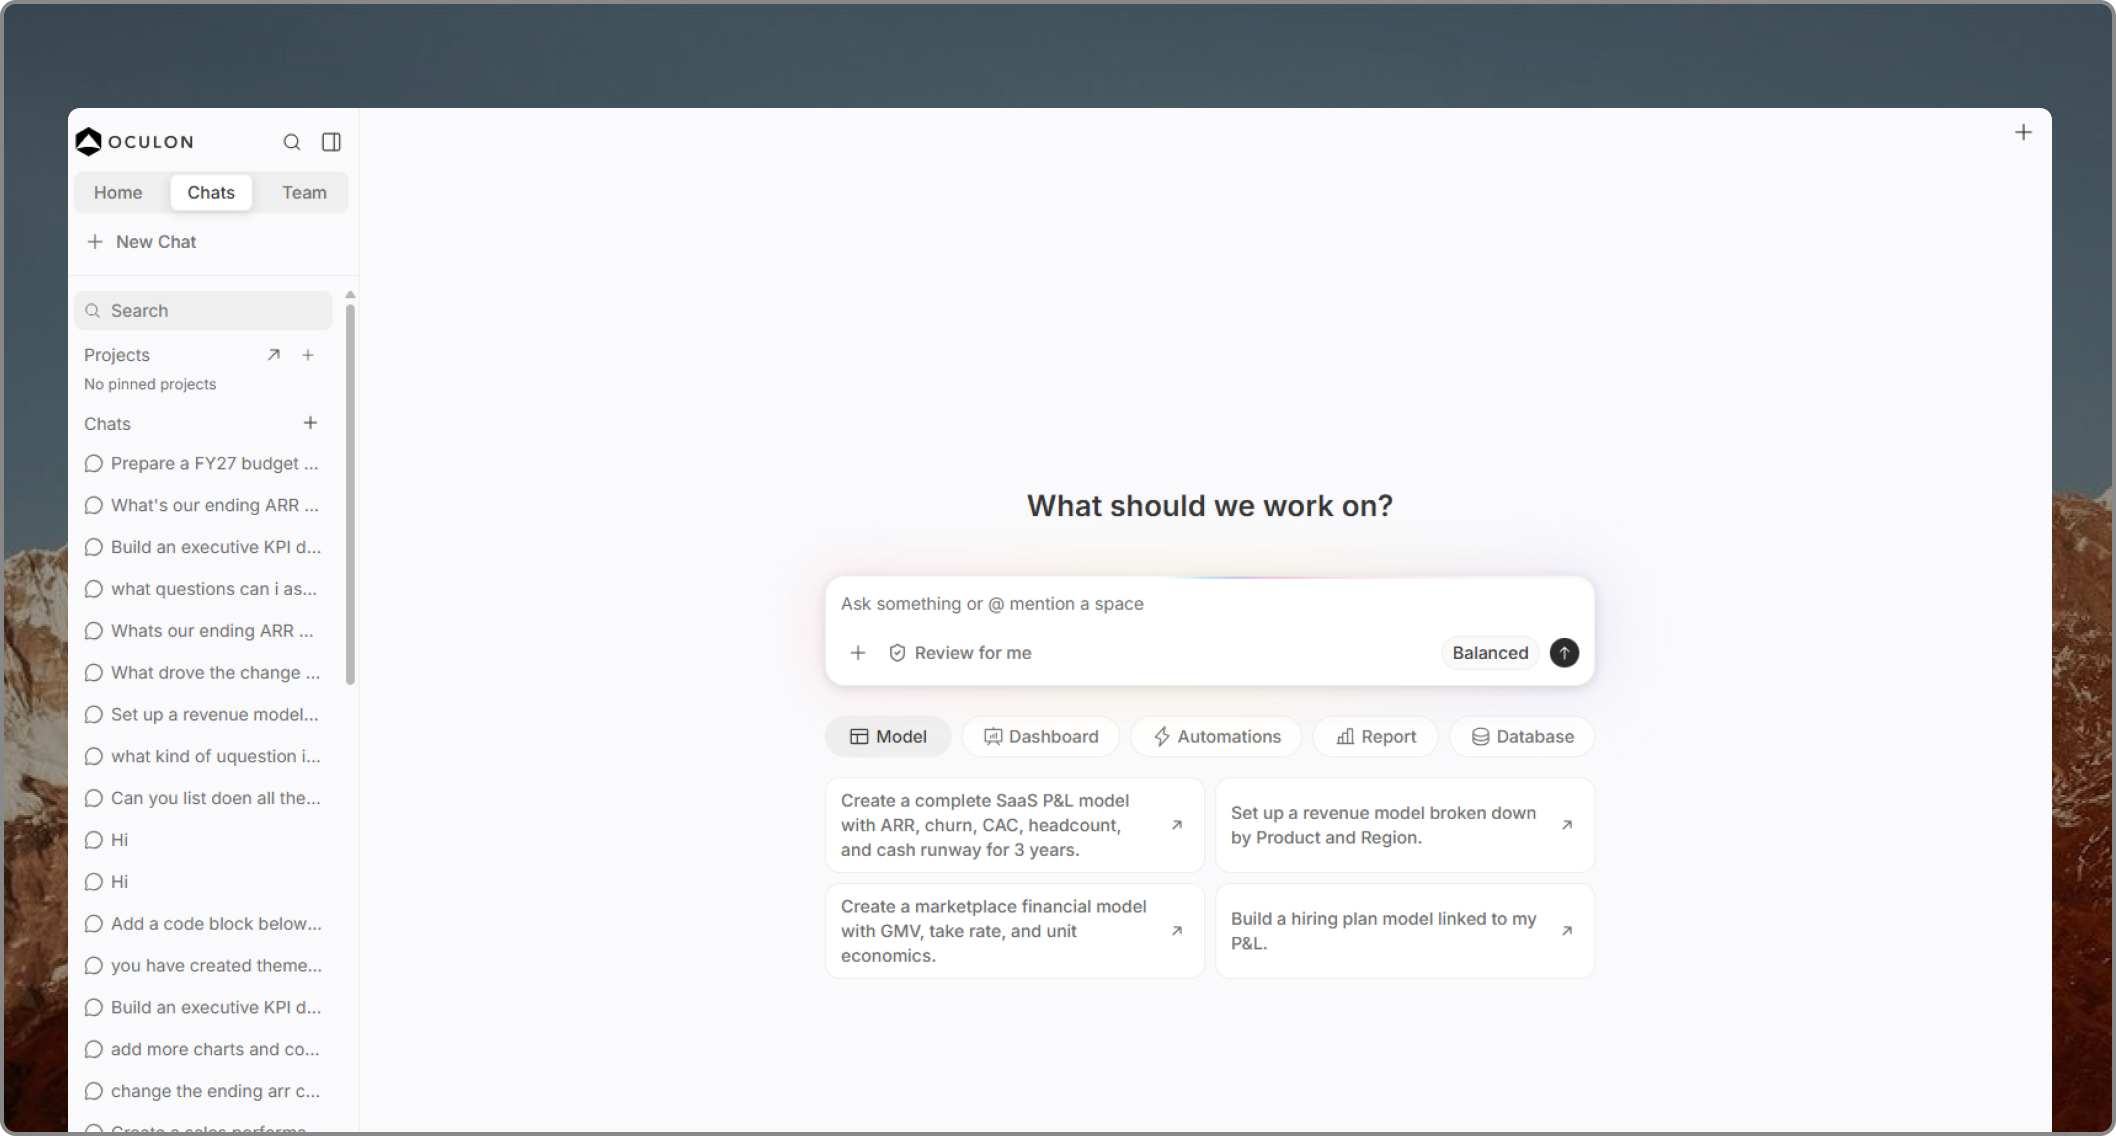 OCULON
Home
Chats
Team
New Chat
Search
Projects
No pinned projects
Chats
Prepare a FY27 budget ...
What's our ending ARR ...
Build an executive KPI d...
what questions can i as...
Whats our ending ARR ...
What drove the change ...
Set up a revenue model...
what kind of uquestion i...
Can you list doen all the...
Hi
Hi
Add a code block below...
you have created theme...
Build an executive KPI d...
add more charts and co...
change the ending arr c...
What should we work on?
Ask something or @ mention a space
Review for me
Balanced
Model
Dashboard
Automations
Report
Database
Create a complete SaaS P&L model
with ARR, churn, CAC, headcount,
and cash runway for 3 years.
Set up a revenue model broken down
by Product and Region.
Create a marketplace financial model
with GMV, take rate, and unit
economics.
Build a hiring plan model linked to my
P&L.